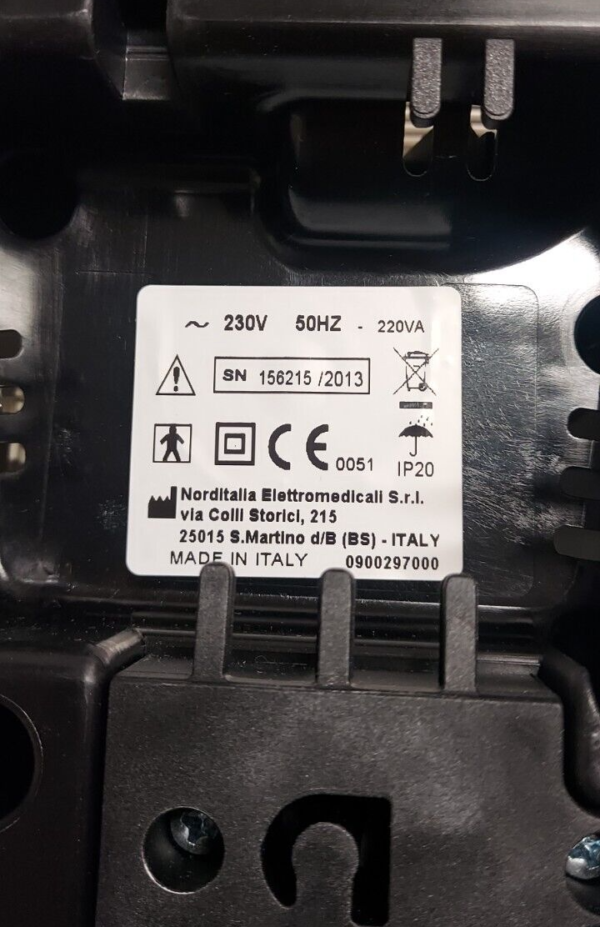 ~ 230V 50HZ - 220VA
SN 156215 /2013
CE 0051
IP20
Norditalia Elettromedicali S.r.l.
via Colli Storici, 215
25015 S.Martino d/B (BS) - ITALY
MADE IN ITALY 0900297000